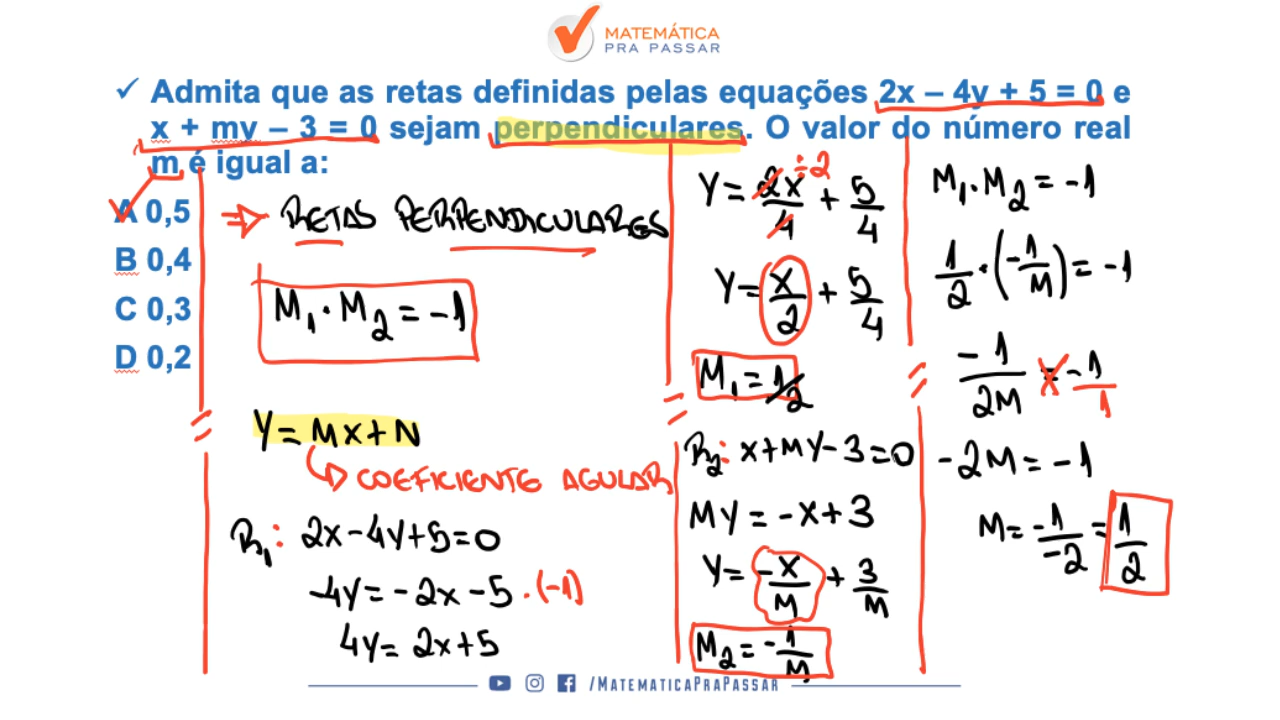 MATEMÁTICA
PRA PASSAR
✓ Admita que as retas definidas pelas equações 2x – 4y + 5 = 0 e
x + my – 3 = 0 sejam perpendiculares. O valor do número real
m é igual a:
A 0,5
B 0,4
C 0,3
D 0,2
⇒ RETAS PERPENDICULARES
M₁ · M₂ = -1
Y = MX + N
↳ COEFICIENTE AGULAR
R₁: 2X - 4Y + 5 = 0
-4Y = -2X - 5 · (-1)
4Y = 2X + 5
Y = 2X/4 + 5/4 ÷2
Y = X/2 + 5/4
M₁ = 1/2
R₂: X + MY - 3 = 0
MY = -X + 3
Y = -X/M + 3/M
M₂ = -1/M
M₁ · M₂ = -1
1/2 · (-1/M) = -1
-1/2M = -1/1
-2M = -1
M = -1/-2 = 1/2
/MATEMATICAPRAPASSAR